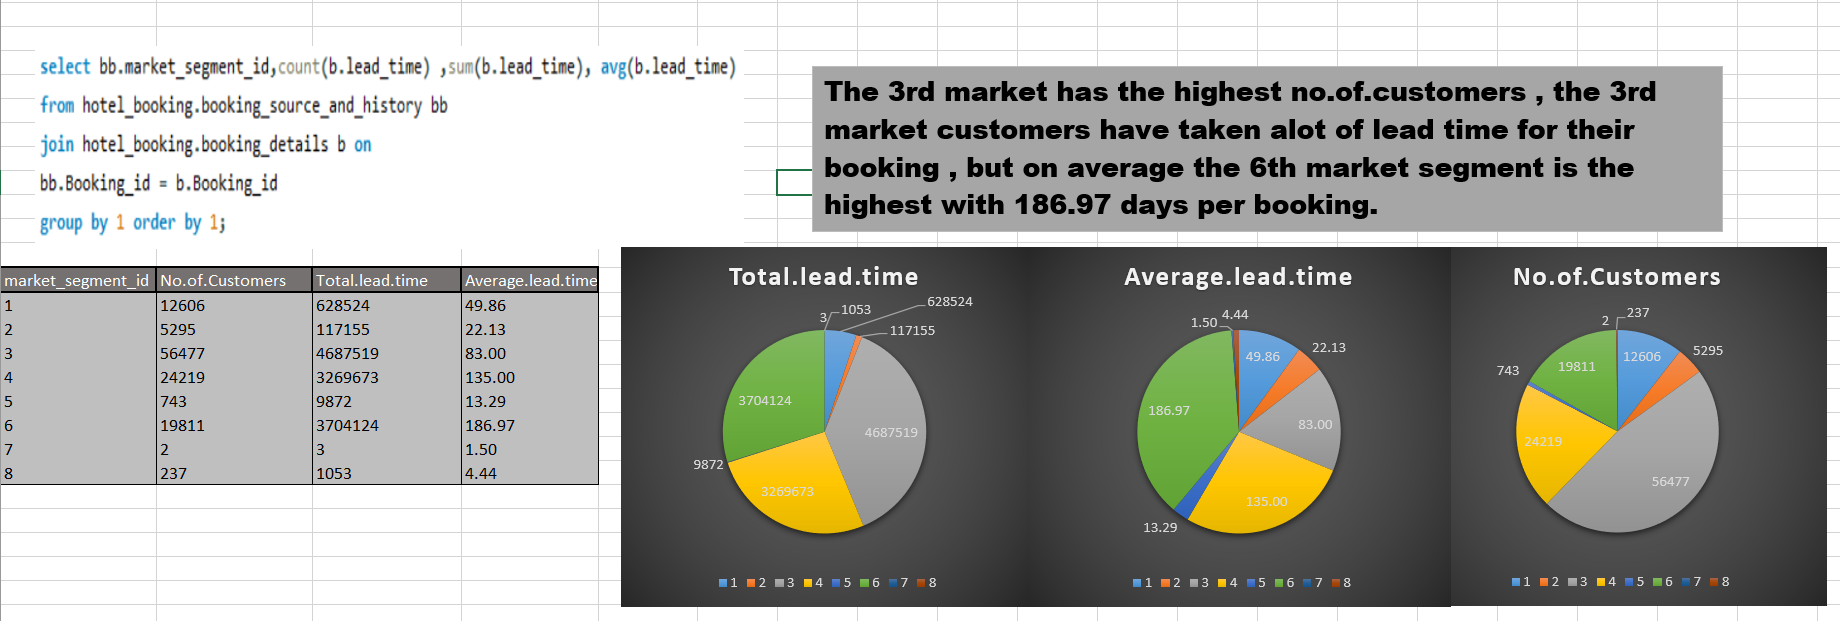 select bb.market_segment_id,count(b.lead_time) ,sum(b.lead_time), avg(b.lead_time)
from hotel_booking.booking_source_and_history bb
join hotel_booking.booking_details b on
bb.Booking_id = b.Booking_id
group by 1 order by 1;
The 3rd market has the highest no.of.customers , the 3rd
market customers have taken alot of lead time for their
booking , but on average the 6th market segment is the
highest with 186.97 days per booking.
market_segment_id No.of.Customers Total.lead.time Average.lead.time
1 12606 628524 49.86
2 5295 117155 22.13
3 56477 4687519 83.00
4 24219 3269673 135.00
5 743 9872 13.29
6 19811 3704124 186.97
7 2 3 1.50
8 237 1053 4.44
Total.lead.time
3 1053 628524
117155
3704124
4687519
9872
3269673
1 2 3 4 5 6 7 8
Average.lead.time
1.50 4.44
49.86 22.13
186.97
83.00
135.00
13.29
1 2 3 4 5 6 7 8
No.of.Customers
2 237
12606 5295
743 19811
24219
56477
1 2 3 4 5 6 7 8